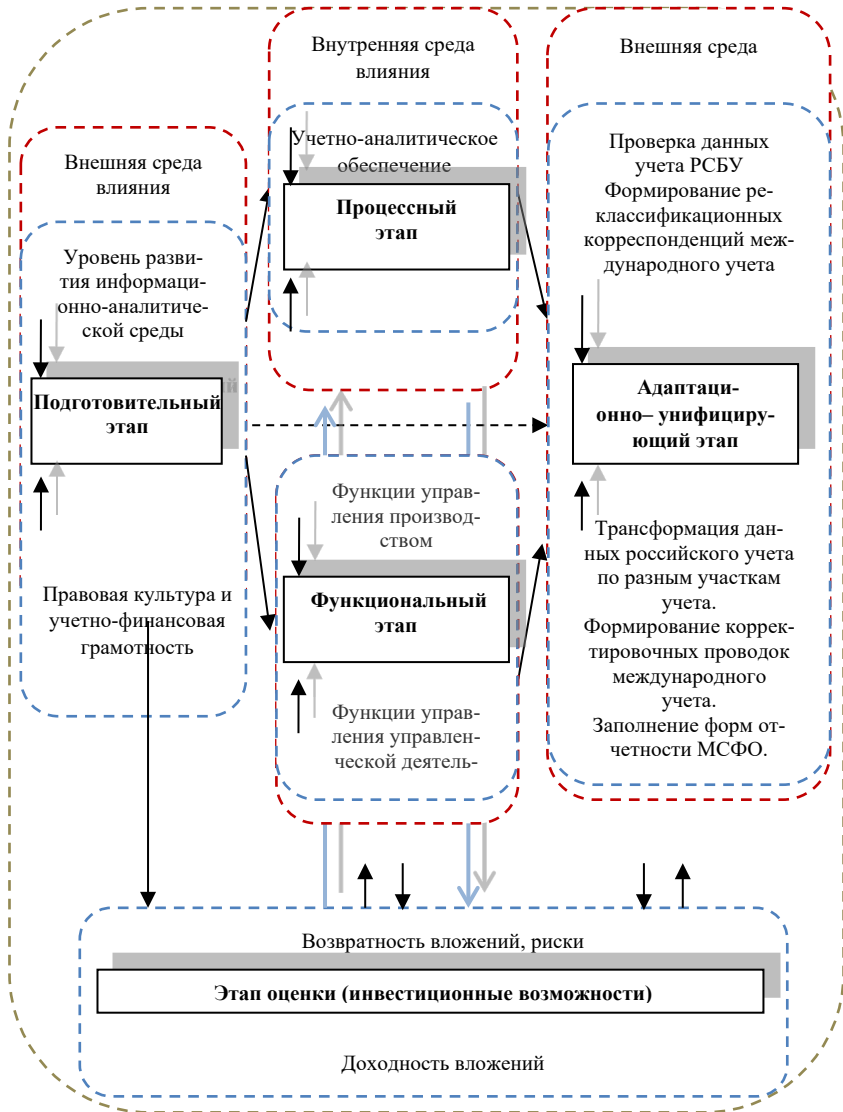 Внешняя среда
влияния
Уровень разви-
тия информаци-
онно-аналитиче-
ской среды
Подготовительный
этап
Правовая культура и
учетно-финансовая
грамотность
Внутренняя среда
влияния
Учетно-аналитическое
обеспечение
Процессный
этап
Функции управ-
ления производ-
ством
Функциональный
этап
Функции управ-
ления управлен-
ческой деятель-
Внешняя среда
Проверка данных
учета РСБУ
Формирование ре-
классификационных
корреспонденций меж-
дународного учета
Адаптаци-
онно– унифициру-
ющий этап
Трансформация дан-
ных российского учета
по разным участкам
учета.
Формирование коррек-
тировочных проводок
международного
учета.
Заполнение форм от-
четности МСФО.
Возвратность вложений, риски
Этап оценки (инвестиционные возможности)
Доходность вложений